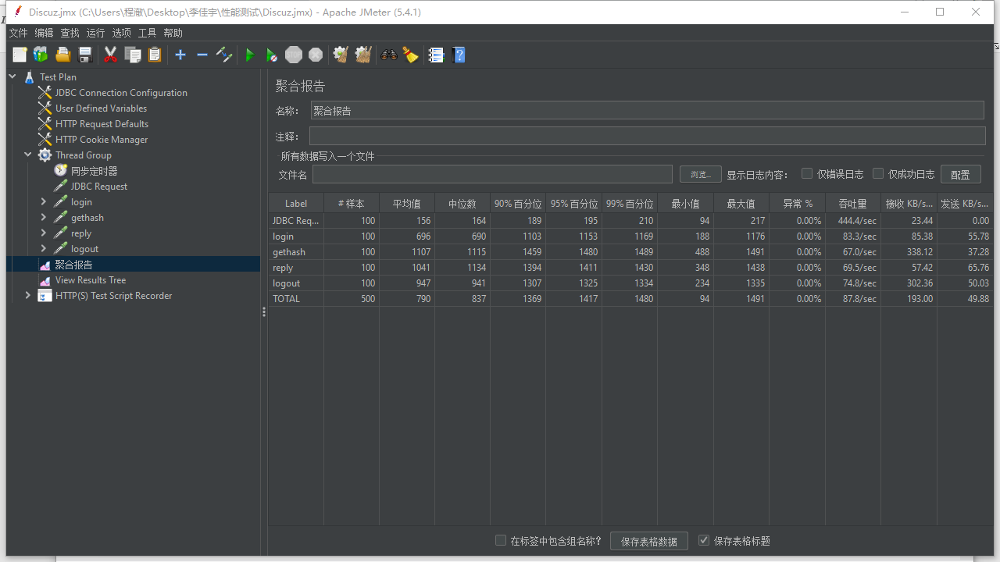 Discuz.jmx (C:\Users\程澈\Desktop\李佳宇\性能测试\Discuz.jmx) - Apache JMeter (5.4.1)
文件 编辑 查找 运行 选项 工具 帮助
STOP
Test Plan
JDBC Connection Configuration
User Defined Variables
HTTP Request Defaults
HTTP Cookie Manager
Thread Group
同步定时器
JDBC Request
login
gethash
reply
logout
聚合报告
View Results Tree
HTTP(S) Test Script Recorder
聚合报告
名称： 聚合报告
注释：
所有数据写入一个文件
文件名 浏览... 显示日志内容： 仅错误日志 仅成功日志 配置
Label # 样本 平均值 中位数 90% 百分位 95% 百分位 99% 百分位 最小值 最大值 异常 % 吞吐量 接收 KB/s... 发送 KB/s...
JDBC Req... 100 156 164 189 195 210 94 217 0.00% 444.4/sec 23.44 0.00
login 100 696 690 1103 1153 1169 188 1176 0.00% 83.3/sec 85.38 55.78
gethash 100 1107 1115 1459 1480 1489 488 1491 0.00% 67.0/sec 338.12 37.28
reply 100 1041 1134 1394 1411 1430 348 1438 0.00% 69.5/sec 57.42 65.76
logout 100 947 941 1307 1325 1334 234 1335 0.00% 74.8/sec 302.36 50.03
TOTAL 500 790 837 1369 1417 1480 94 1491 0.00% 87.8/sec 193.00 49.88
在标签中包含组名称? 保存表格数据 保存表格标题